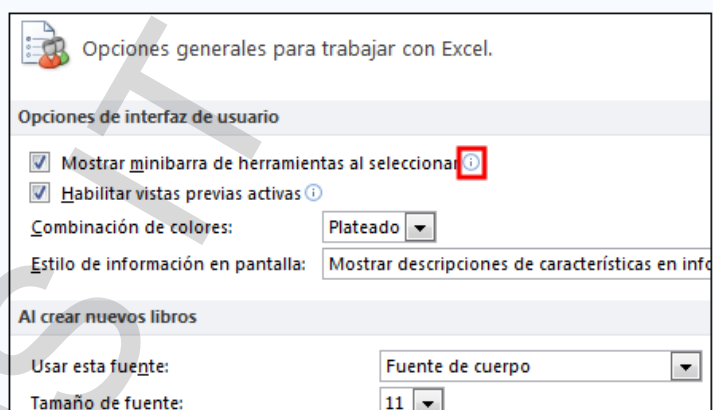 Opciones generales para trabajar con Excel.
Opciones de interfaz de usuario
Mostrar minibarra de herramientas al seleccionar
Habilitar vistas previas activas
Combinación de colores: Plateado
Estilo de información en pantalla: Mostrar descripciones de características en info
Al crear nuevos libros
Usar esta fuente: Fuente de cuerpo
Tamaño de fuente: 11